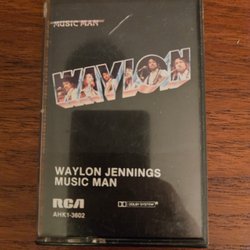 MUSIC MAN
WAYLON
WAYLON JENNINGS
MUSIC MAN
RCA
DOLBY SYSTEM
AHK1-3602